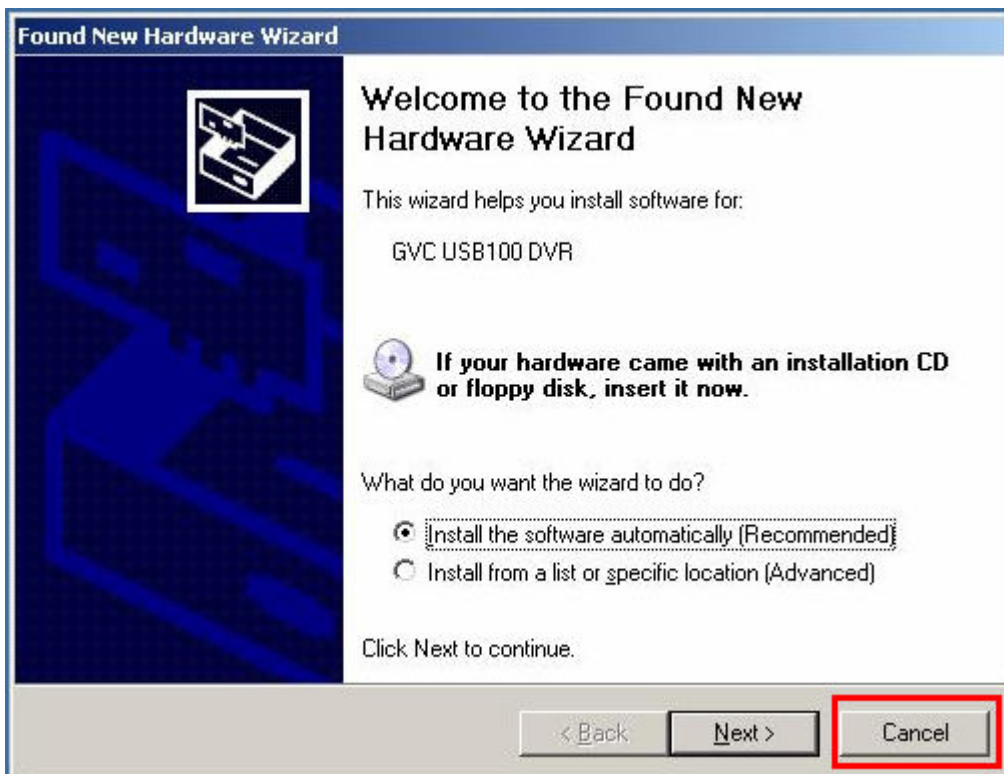 Found New Hardware Wizard
Welcome to the Found New
Hardware Wizard
This wizard helps you install software for:
GVC USB100 DVR
If your hardware came with an installation CD
or floppy disk, insert it now.
What do you want the wizard to do?
Install the software automatically (Recommended)
Install from a list or specific location (Advanced)
Click Next to continue.
< Back Next > Cancel